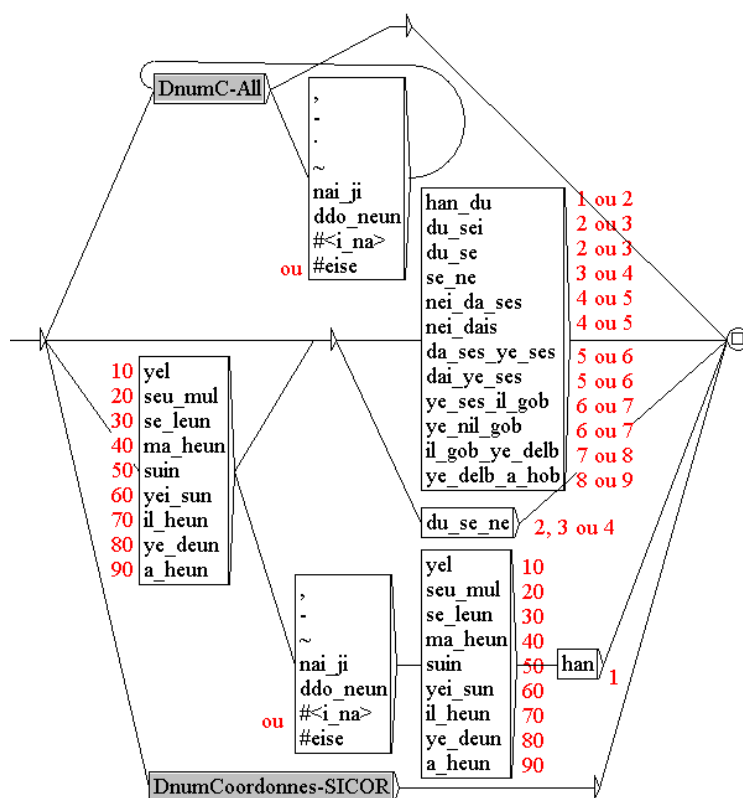 DnumC-All
,
-
.
~
nai_ji
ddo_neun
#<i_na>
ou #eise
han_du 1 ou 2
du_sei 2 ou 3
du_se 2 ou 3
se_ne 3 ou 4
nei_da_ses 4 ou 5
nei_dais 4 ou 5
da_ses_ye_ses 5 ou 6
dai_ye_ses 5 ou 6
ye_ses_il_gob 6 ou 7
ye_nil_gob 6 ou 7
il_gob_ye_delb 7 ou 8
ye_delb_a_hob 8 ou 9
10 yel
20 seu_mul
30 se_leun
40 ma_heun
50 suin
60 yei_sun
70 il_heun
80 ye_deun
90 a_heun
du_se_ne 2, 3 ou 4
,
-
~
nai_ji
ddo_neun
ou #<i_na>
#eise
yel 10
seu_mul 20
se_leun 30
ma_heun 40
suin 50
yei_sun 60
il_heun 70
ye_deun 80
a_heun 90
han 1
DnumCoordonnes-SICOR